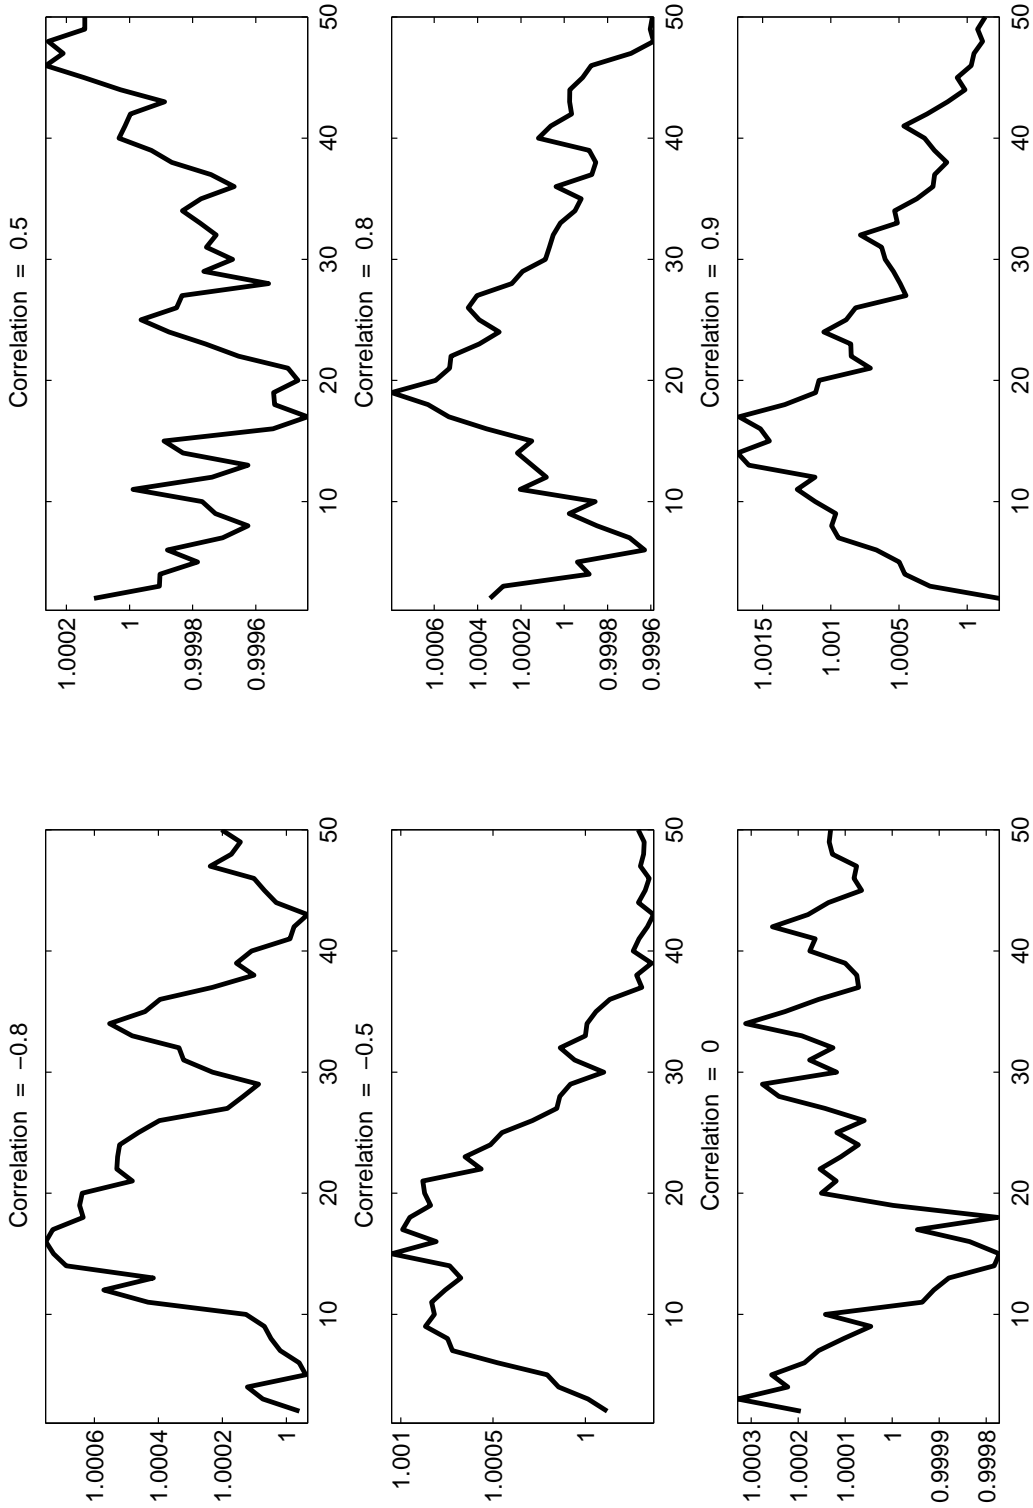 Correlation = −0.8
1.0006
1.0004
1.0002
1
10 20 30 40 50
Correlation = 0.5
1.0002
1
0.9998
0.9996
10 20 30 40 50
Correlation = −0.5
1.001
1.0005
1
10 20 30 40 50
Correlation = 0.8
1.0006
1.0004
1.0002
1
0.9998
0.9996
10 20 30 40 50
Correlation = 0
1.0003
1.0002
1.0001
1
0.9999
0.9998
10 20 30 40 50
Correlation = 0.9
1.0015
1.001
1.0005
1
10 20 30 40 50